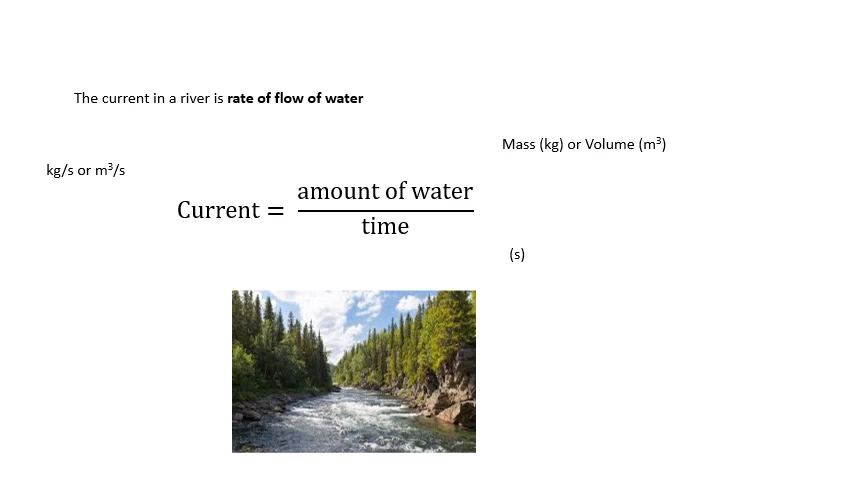 The current in a river is rate of flow of water
Mass (kg) or Volume (m³)
kg/s or m³/s
Current = amount of water / time
(s)